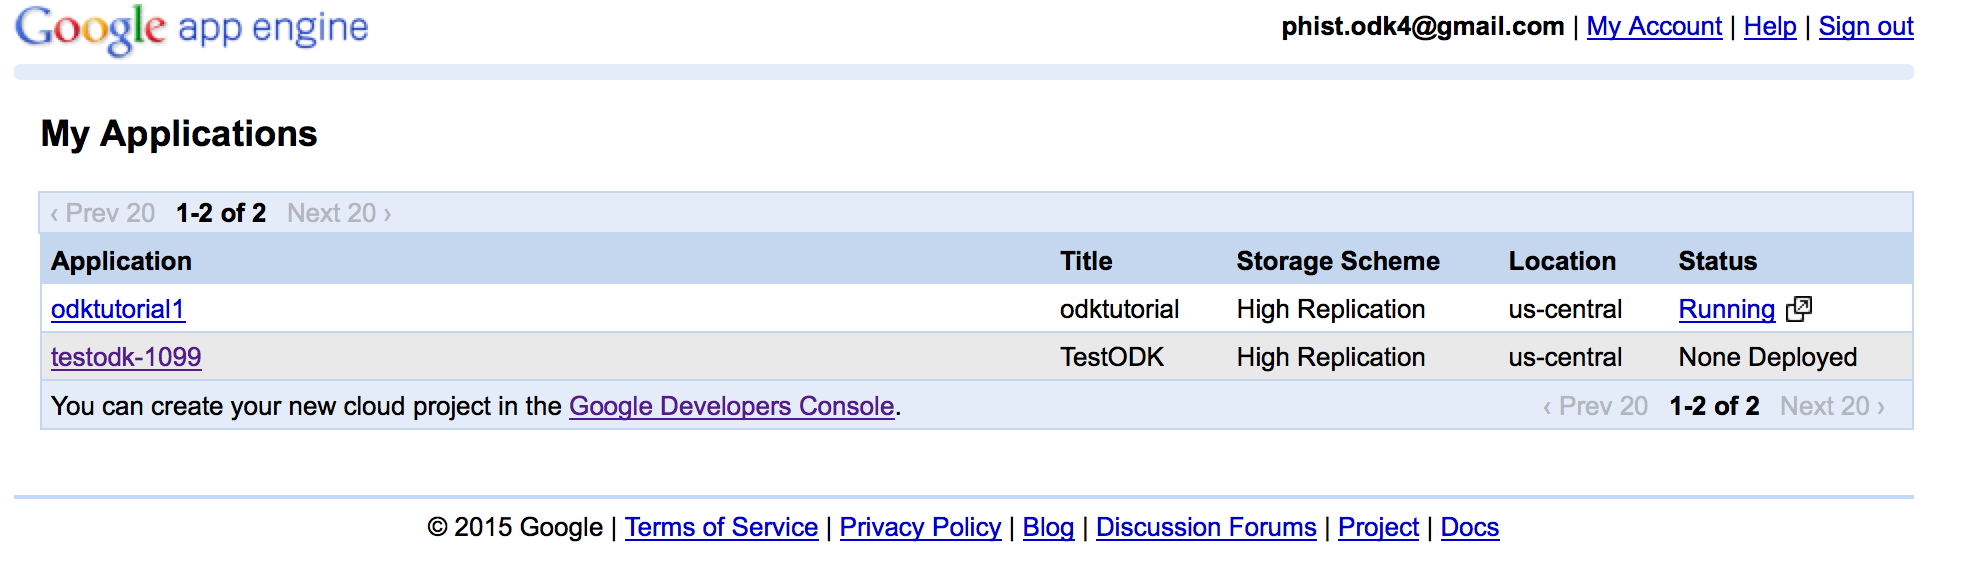 Google app engine phist.odk4@gmail.com | My Account | Help | Sign out
My Applications
‹ Prev 20 1-2 of 2 Next 20 ›
Application Title Storage Scheme Location Status
odktutorial1 odktutorial High Replication us-central Running
testodk-1099 TestODK High Replication us-central None Deployed
You can create your new cloud project in the Google Developers Console. ‹ Prev 20 1-2 of 2 Next 20 ›
© 2015 Google | Terms of Service | Privacy Policy | Blog | Discussion Forums | Project | Docs